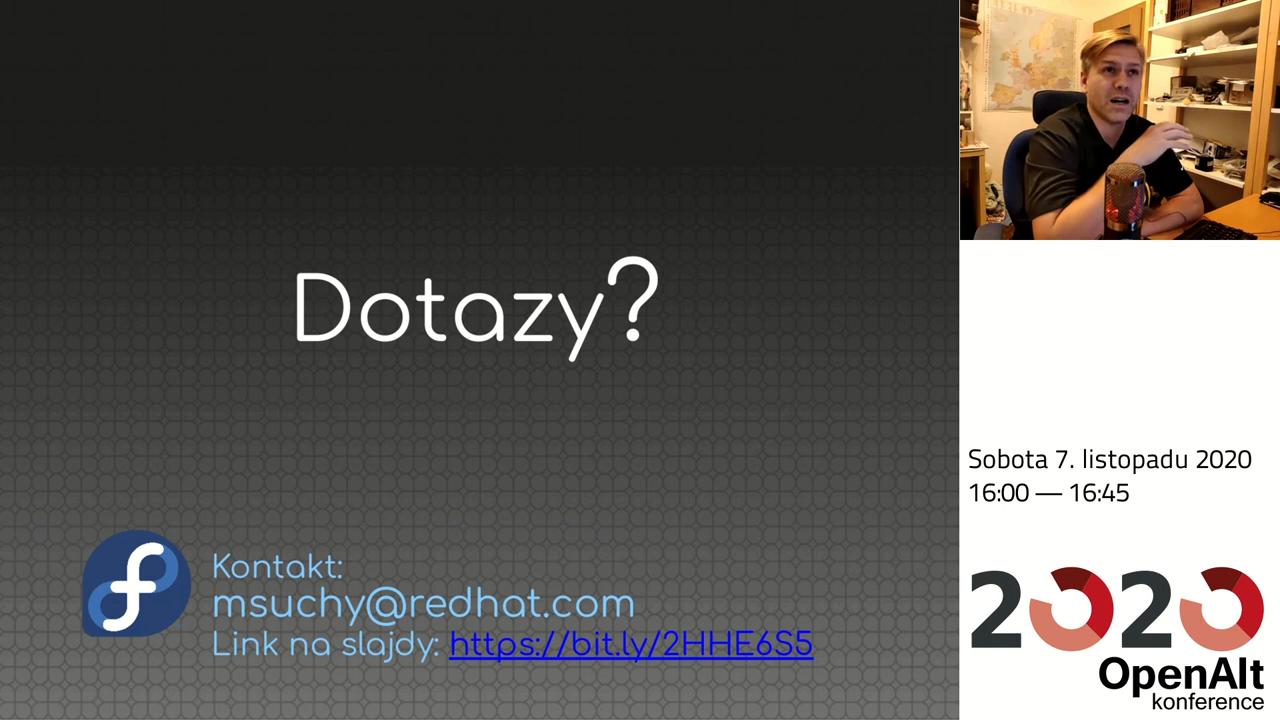 Dotazy?
Kontakt:
msuchy@redhat.com
Link na slajdy: https://bit.ly/2HHE6S5
Sobota 7. listopadu 2020
16:00 — 16:45
2020
OpenAlt
konference